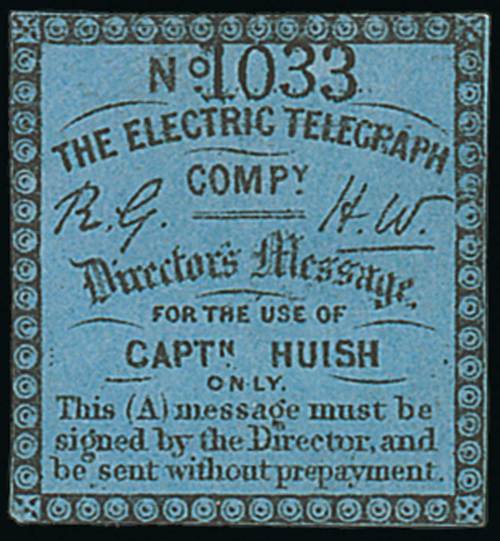 No. 1033
THE ELECTRIC TELEGRAPH
COMPY
R.G. H.W.
Director's Message,
FOR THE USE OF
CAPTN HUISH
ONLY.
This (A) message must be
signed by the Director, and
be sent without prepayment.